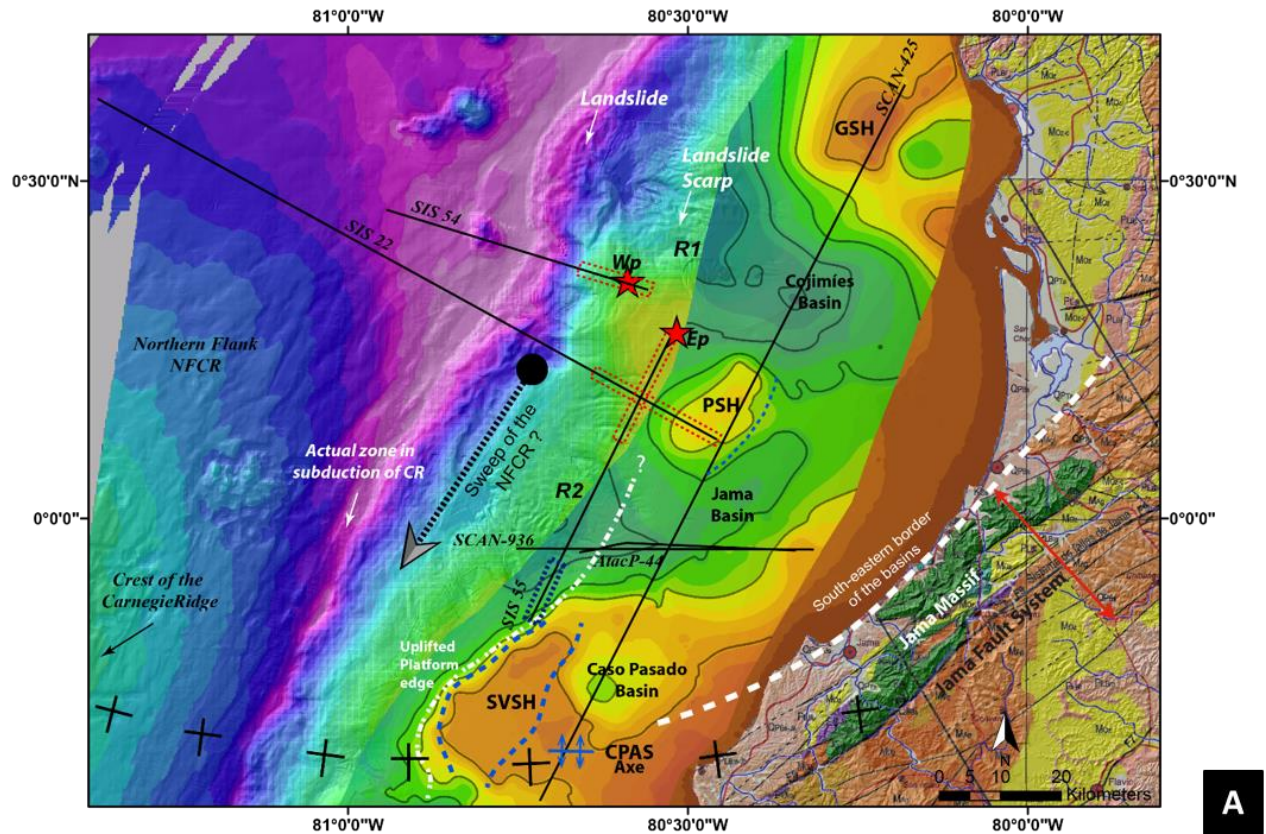 81°0'0"W
80°30'0"W
80°0'0"W
0°30'0"N
0°30'0"N
0°0'0"
0°0'0"
Landslide
Landslide
Scarp
GSH
SCAN-425
SIS 54
SIS 22
Wp
R1
Cojimíes
Basin
Ep
Northern Flank
NFCR
PSH
Sweep of the
NFCR ?
Actual zone in
subduction of CR
?
R2
Jama
Basin
SCAN-936
AtacP-44
South-eastern border
of the basins
Crest of the
CarnegieRidge
SIS 55
Jama Massif
Jama Fault System
Uplifted
Platform
edge
Caso Pasado
Basin
SVSH
CPAS
Axe
N
0 5 10 20
Kilometers
A
81°0'0"W
80°30'0"W
80°0'0"W